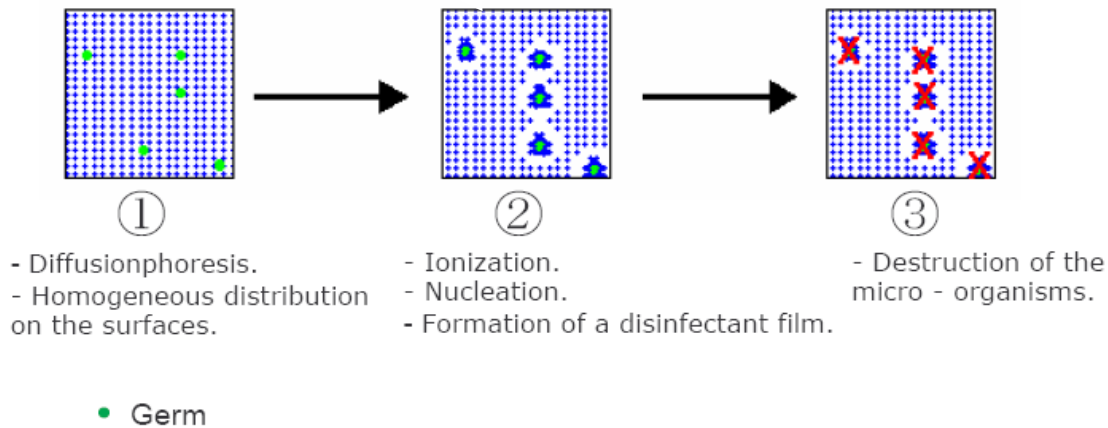 ①
②
③
- Diffusionphoresis.
- Homogeneous distribution
on the surfaces.
- Ionization.
- Nucleation.
- Formation of a disinfectant film.
- Destruction of the
micro - organisms.
Germ